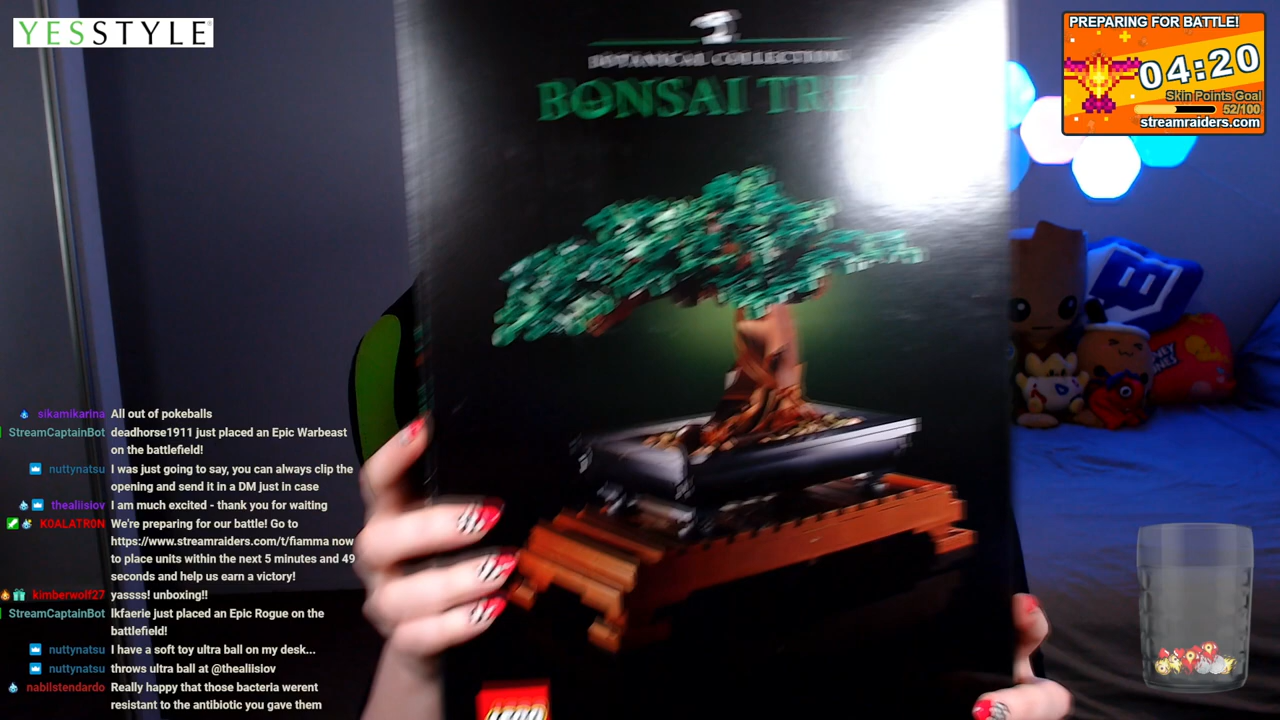 YESSTYLE
BOTANICAL COLLECTION
BONSAI TREE
LEGO
PREPARING FOR BATTLE!
04:20
Skin Points Goal
52/100
streamraiders.com
sikamikarina All out of pokeballs
StreamCaptainBot deadhorse1911 just placed an Epic Warbeast
on the battlefield!
nuttynatsu I was just going to say, you can always clip the
opening and send it in a DM just in case
thealiisiov I am much excited - thank you for waiting
K0ALATR0N We're preparing for our battle! Go to
https://www.streamraiders.com/t/fiamma now
to place units within the next 5 minutes and 49
seconds and help us earn a victory!
kimberwolf27 yassss! unboxing!!
StreamCaptainBot lkfaerie just placed an Epic Rogue on the
battlefield!
nuttynatsu I have a soft toy ultra ball on my desk...
nuttynatsu throws ultra ball at @thealiisiov
nabilstendardo Really happy that those bacteria werent
resistant to the antibiotic you gave them